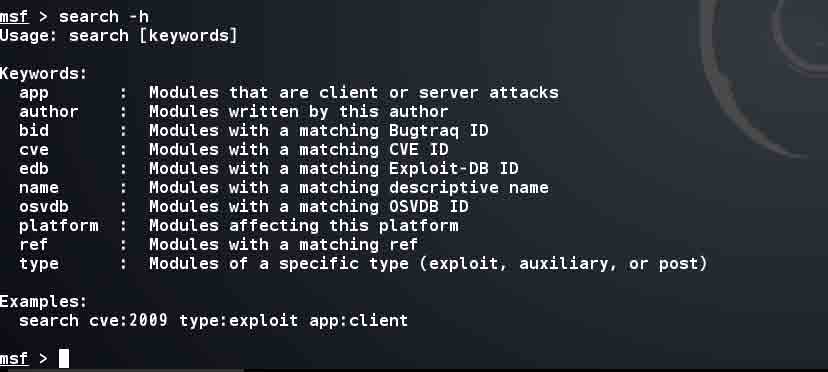 msf > search -h
Usage: search [keywords]

Keywords:
  app       :  Modules that are client or server attacks
  author    :  Modules written by this author
  bid       :  Modules with a matching Bugtraq ID
  cve       :  Modules with a matching CVE ID
  edb       :  Modules with a matching Exploit-DB ID
  name      :  Modules with a matching descriptive name
  osvdb     :  Modules with a matching OSVDB ID
  platform  :  Modules affecting this platform
  ref       :  Modules with a matching ref
  type      :  Modules of a specific type (exploit, auxiliary, or post)

Examples:
  search cve:2009 type:exploit app:client

msf >